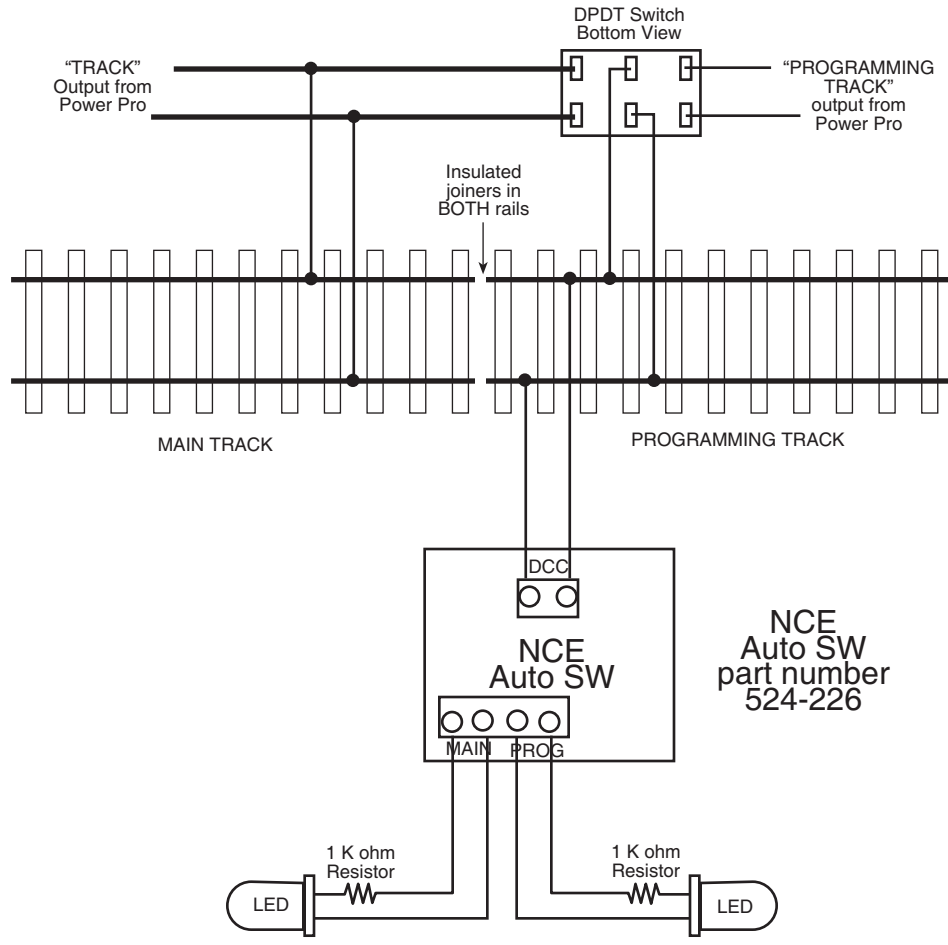 DPDT Switch
Bottom View
“TRACK”
Output from
Power Pro
“PROGRAMMING
TRACK”
output from
Power Pro
Insulated
joiners in
BOTH rails
MAIN TRACK
PROGRAMMING TRACK
DCC
NCE
Auto SW
NCE
Auto SW
part number
524-226
MAIN
PROG
1 K ohm
Resistor
1 K ohm
Resistor
LED
LED